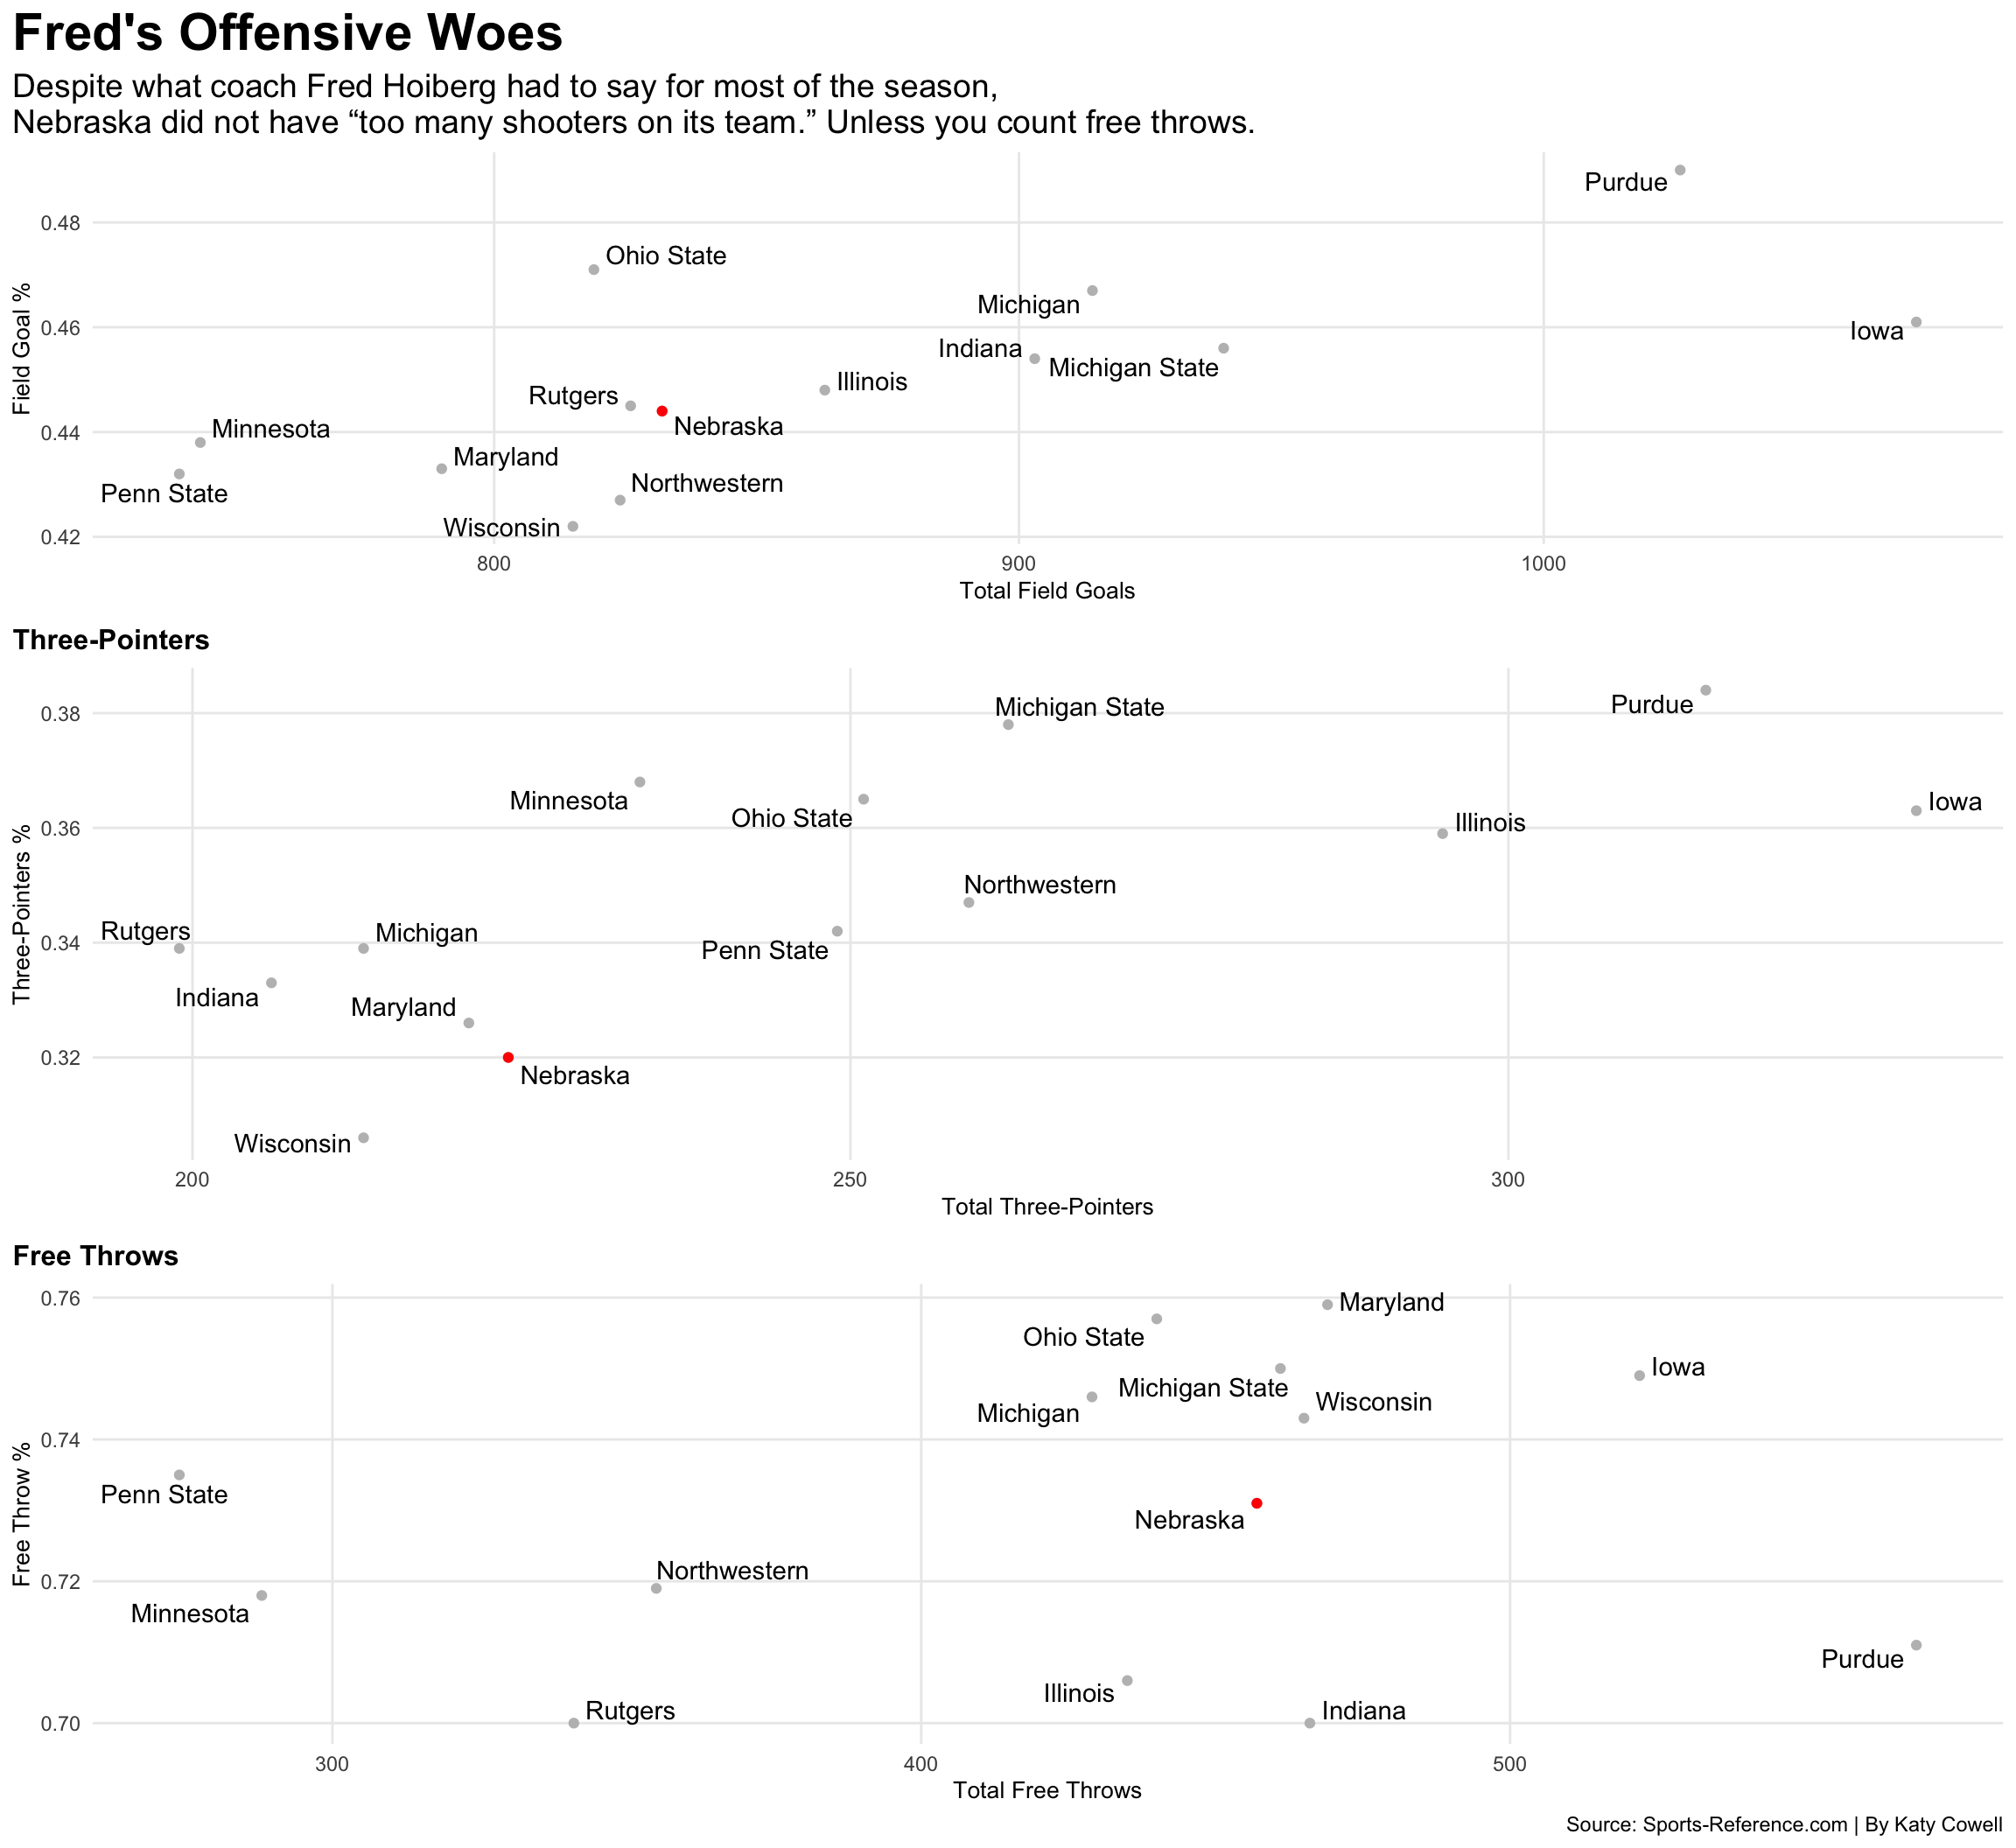 Fred's Offensive Woes
Despite what coach Fred Hoiberg had to say for most of the season,
Nebraska did not have “too many shooters on its team.” Unless you count free throws.
Field Goal %
0.48
0.46
0.44
0.42
Purdue
Ohio State
Michigan
Iowa
Indiana
Michigan State
Illinois
Rutgers
Nebraska
Minnesota
Maryland
Northwestern
Penn State
Wisconsin
800
900
1000
Total Field Goals
Three-Pointers
Three-Pointers %
0.38
0.36
0.34
0.32
Purdue
Michigan State
Minnesota
Ohio State
Iowa
Illinois
Northwestern
Rutgers
Michigan
Penn State
Indiana
Maryland
Nebraska
Wisconsin
200
250
300
Total Three-Pointers
Free Throws
Free Throw %
0.76
0.74
0.72
0.70
Maryland
Ohio State
Iowa
Michigan State
Wisconsin
Michigan
Penn State
Nebraska
Northwestern
Minnesota
Purdue
Illinois
Rutgers
Indiana
300
400
500
Total Free Throws
Source: Sports-Reference.com | By Katy Cowell